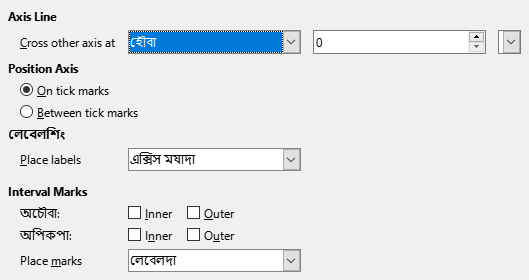 Axis Line
Cross other axis at হৌবা 0
Position Axis
On tick marks
Between tick marks
লেবেলশিং
Place labels এক্সিস মযাদা
Interval Marks
অচৌবা: Inner Outer
অপিকপা: Inner Outer
Place marks লেবেলদা